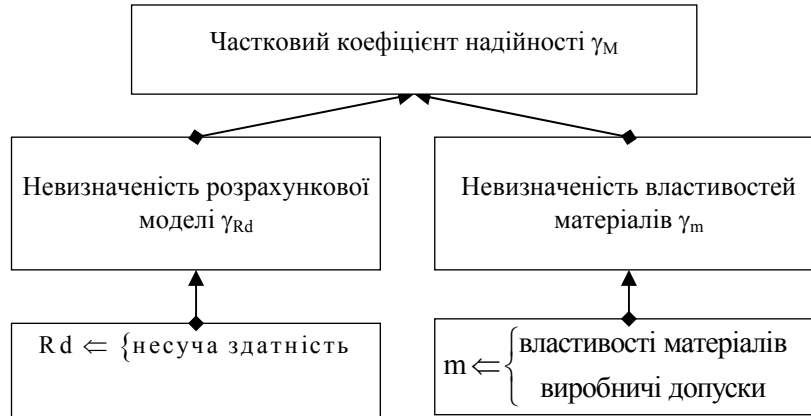 Частковий коефіцієнт надійності γM
Невизначеність розрахункової
моделі γRd
Невизначеність властивостей
матеріалів γm
Rd ⇐ {несуча здатність
m ⇐ {властивості матеріалів
виробничі допуски